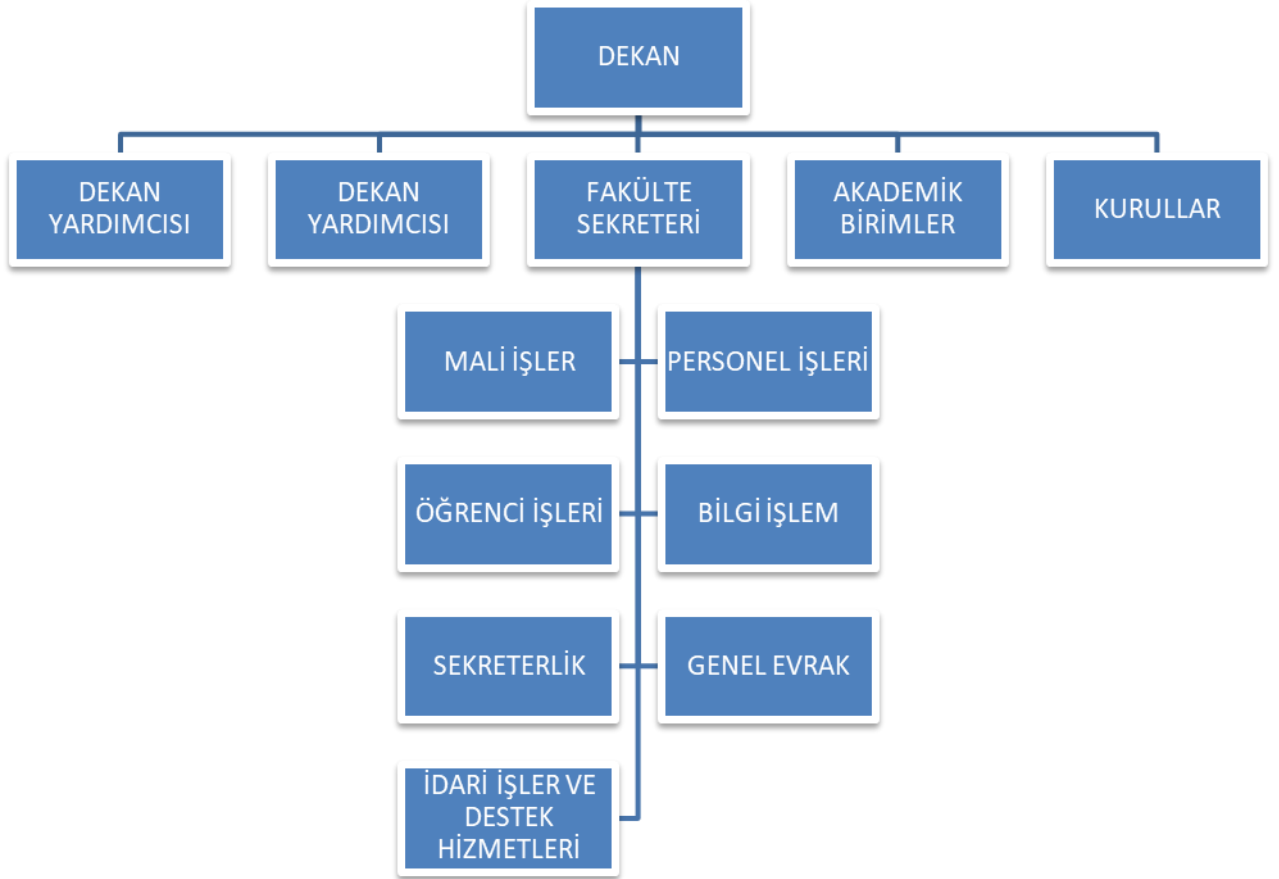 DEKAN
DEKAN
YARDIMCISI
DEKAN
YARDIMCISI
FAKÜLTE
SEKRETERİ
AKADEMİK
BİRİMLER
KURULLAR
MALİ İŞLER
PERSONEL İŞLERİ
ÖĞRENCİ İŞLERİ
BİLGİ İŞLEM
SEKRETERLİK
GENEL EVRAK
İDARİ İŞLER VE
DESTEK
HİZMETLERİ